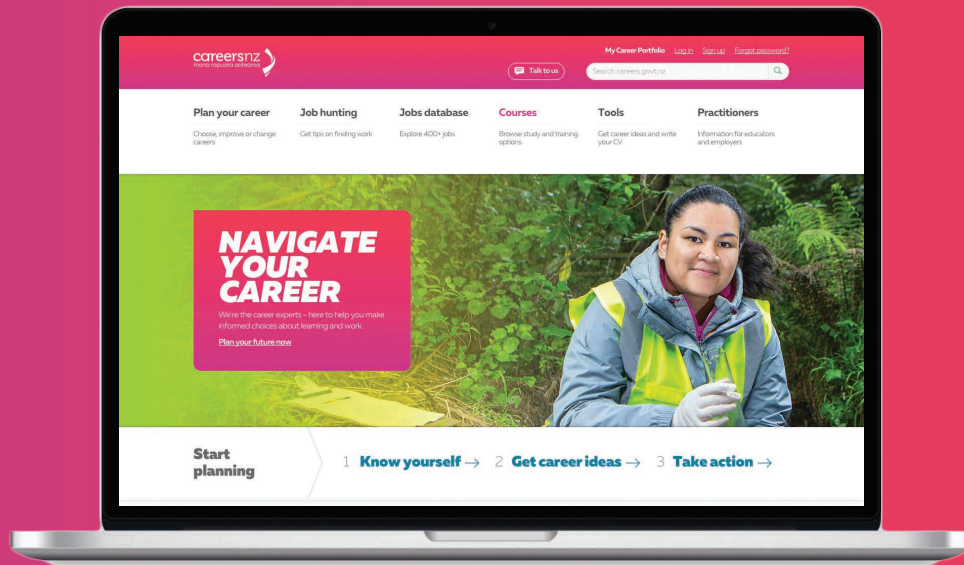 careersnz
mana rapuara aotearoa
My Career Portfolio Log in Sign up Forgot password?
Talk to us
Search careers.govt.nz
Plan your career
Choose, improve or change
careers
Job hunting
Get tips on finding work
Jobs database
Explore 400+ jobs
Courses
Browse study and training
options
Tools
Get career ideas and write
your CV
Practitioners
Information for educators
and employers
NAVIGATE
YOUR
CAREER
We're the career experts - here to help you make
informed choices about learning and work.
Plan your future now
Start
planning
1 Know yourself →
2 Get career ideas →
3 Take action →